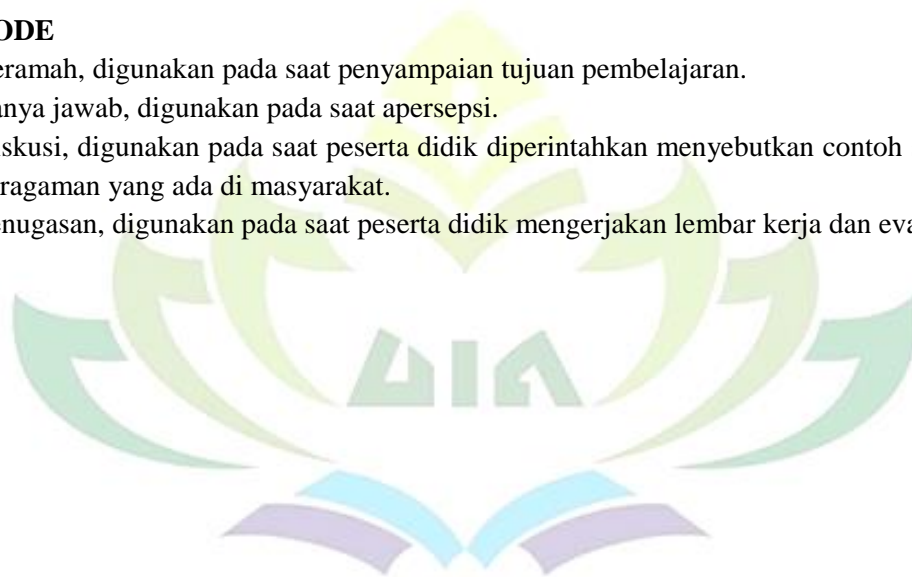 ODE
eramah, digunakan pada saat penyampaian tujuan pembelajaran.
anya jawab, digunakan pada saat apersepsi.
iskusi, digunakan pada saat peserta didik diperintahkan menyebutkan contoh
ragaman yang ada di masyarakat.
enugasan, digunakan pada saat peserta didik mengerjakan lembar kerja dan eva
UIN